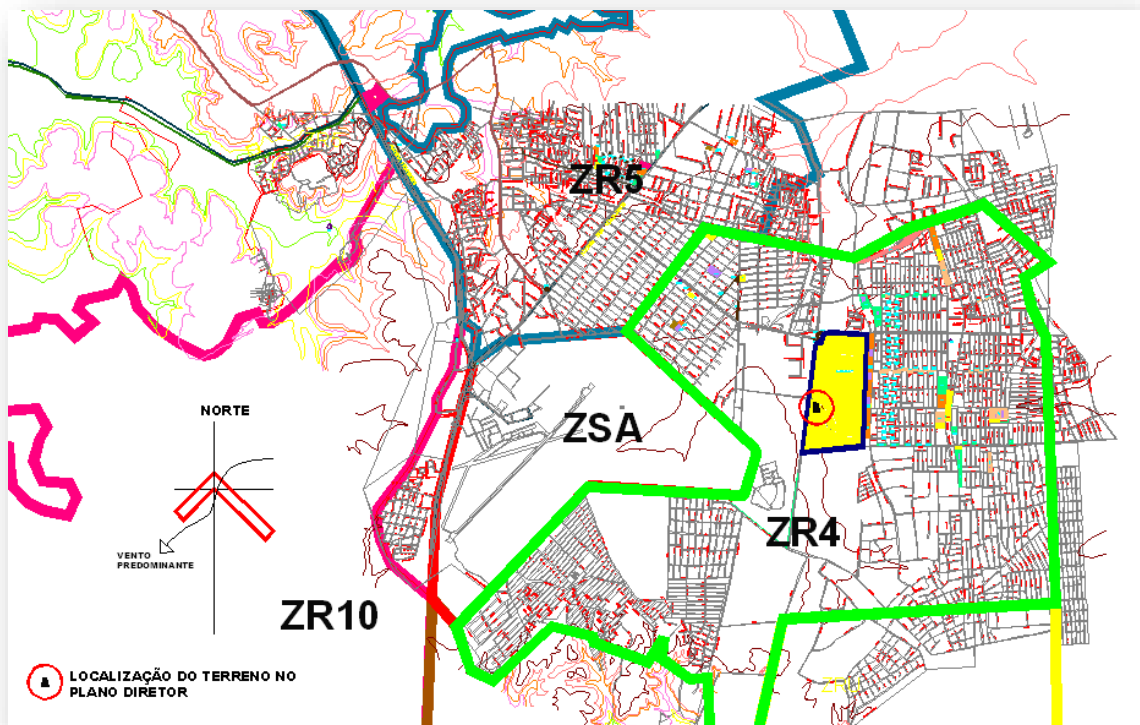 ZR5
NORTE
ZSA
VENTO
PREDOMINANTE
ZR4
ZR10
LOCALIZAÇÃO DO TERRENO NO
PLANO DIRETOR